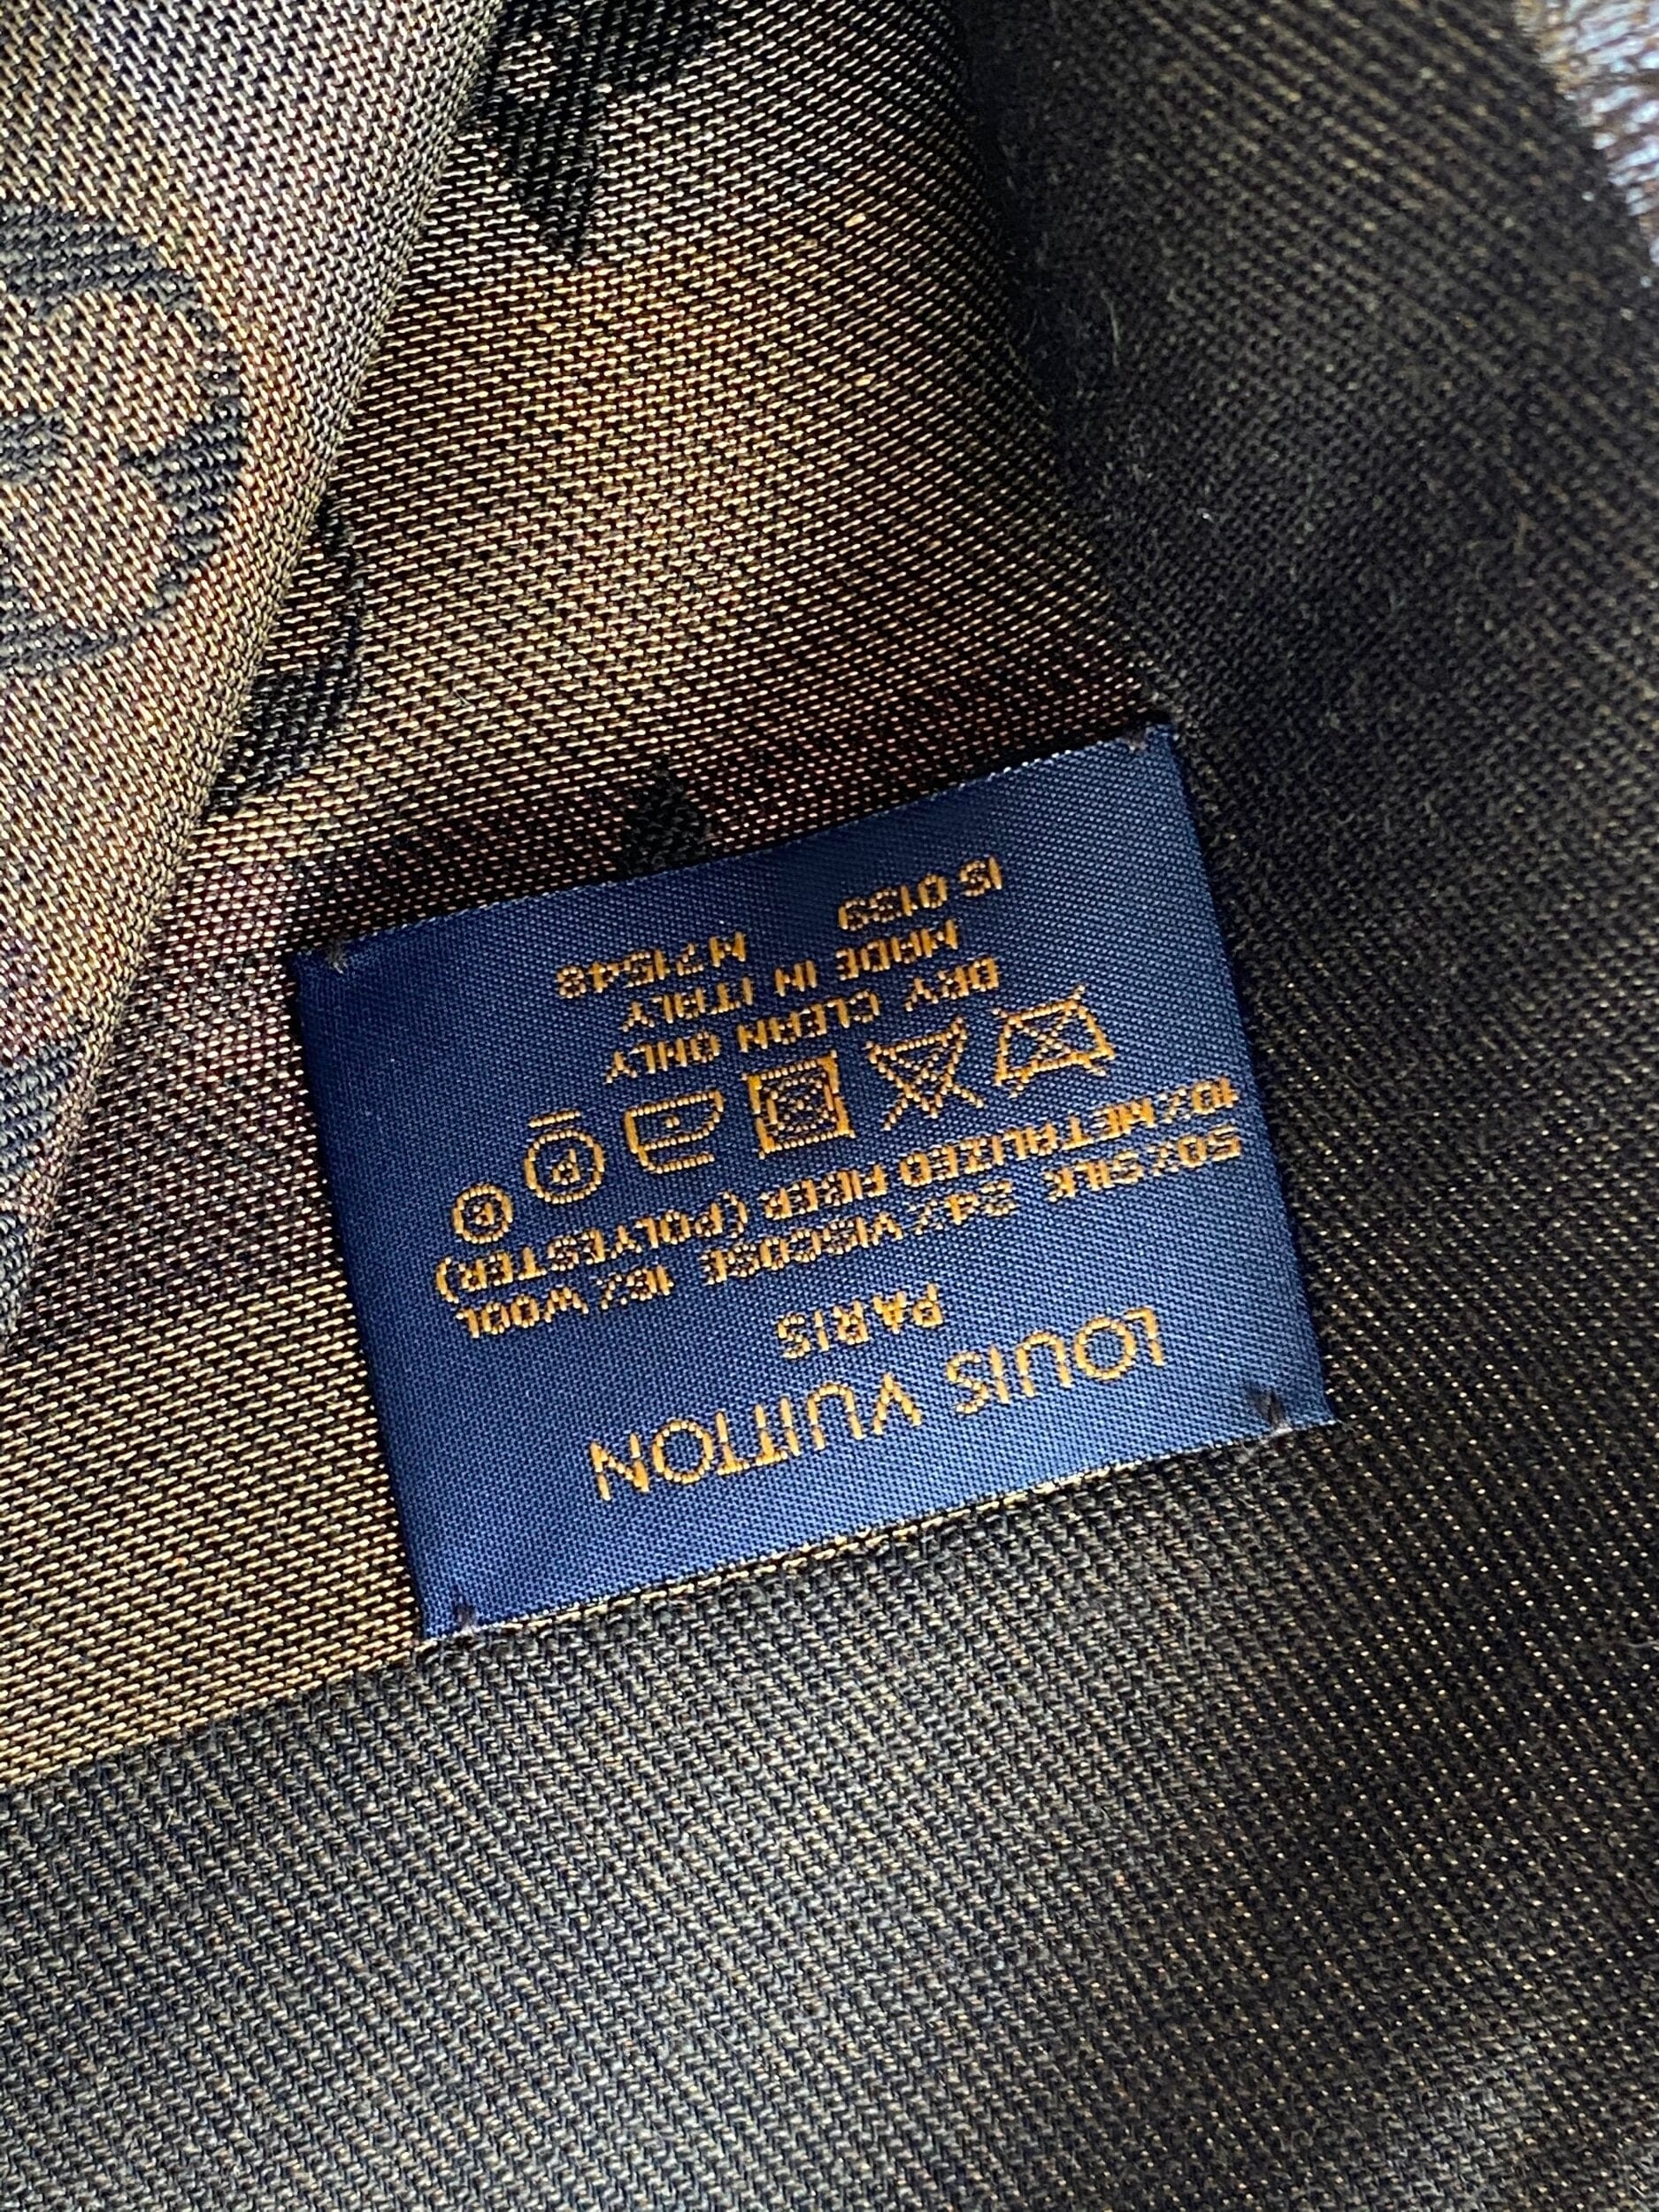 LOUIS VUITTON
PARIS
50% SILK 24% VISCOSE 16% WOOL
10% METALIZED FIBER (POLYESTER)
P P
DRY CLEAN ONLY
MADE IN ITALY
IS 0139 M71548